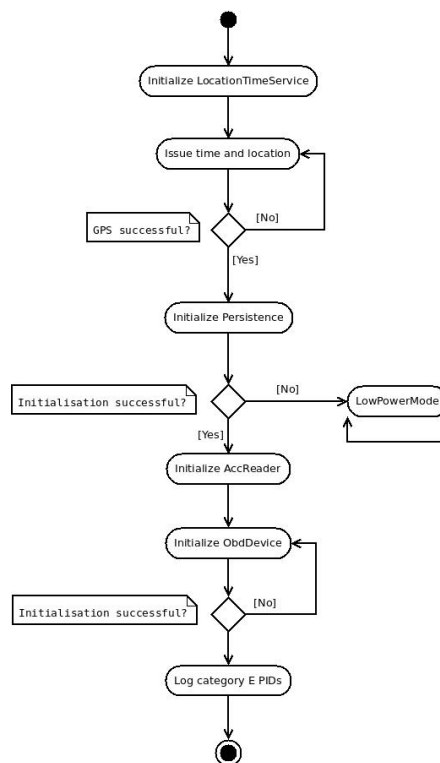 Initialize LocationTimeService
Issue time and location
[No]
GPS successful?
[Yes]
Initialize Persistence
[No]
Initialisation successful?
LowPowerMode
[Yes]
Initialize AccReader
Initialize ObdDevice
[No]
Initialisation successful?
Log category E PIDs